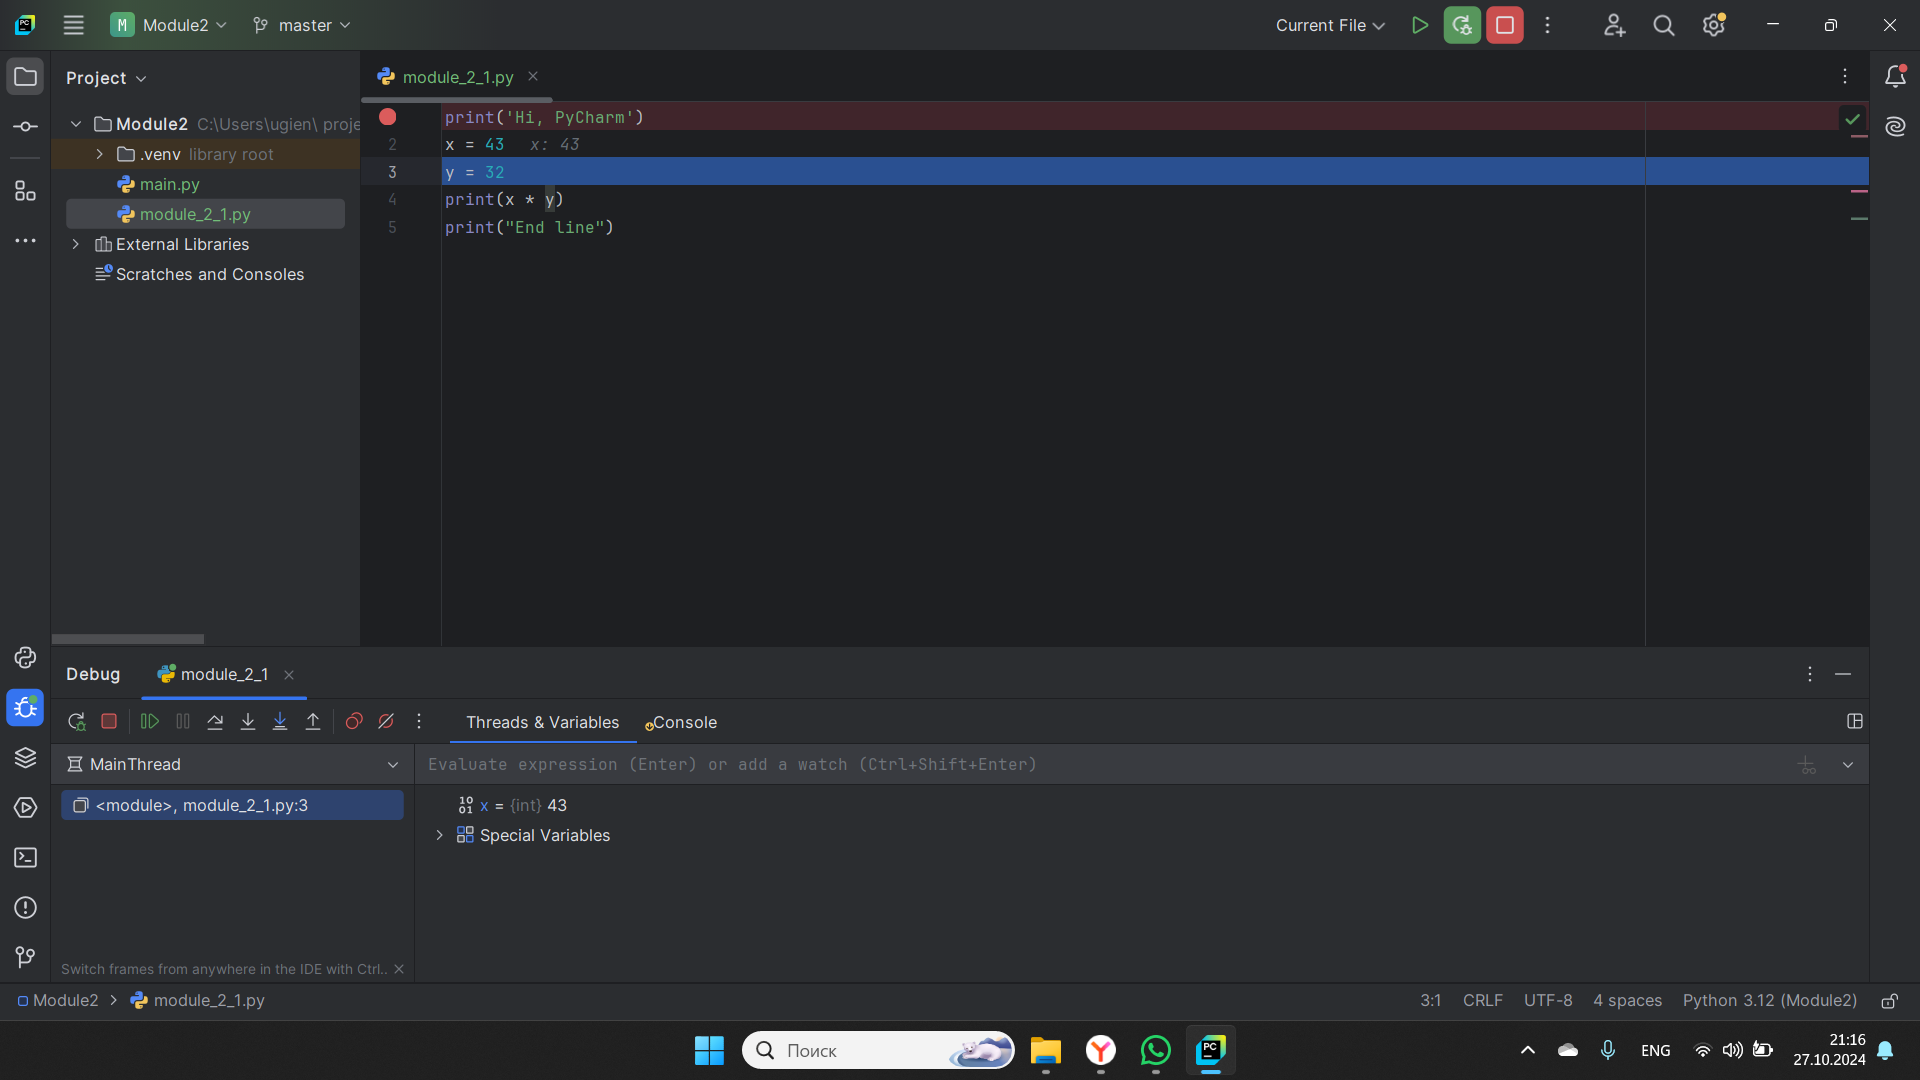 M Module2 master Current File
Project
module_2_1.py
Module2 C:\Users\ugien\ proje
.venv library root
main.py
module_2_1.py
External Libraries
Scratches and Consoles
print('Hi, PyCharm')
2 x = 43 x: 43
3 y = 32
4 print(x * y)
5 print("End line")
Debug module_2_1
Threads & Variables Console
MainThread
Evaluate expression (Enter) or add a watch (Ctrl+Shift+Enter)
<module>, module_2_1.py:3
x = {int} 43
Special Variables
Switch frames from anywhere in the IDE with Ctrl..
Module2 > module_2_1.py 3:1 CRLF UTF-8 4 spaces Python 3.12 (Module2)
Поиск
ENG
21:16
27.10.2024